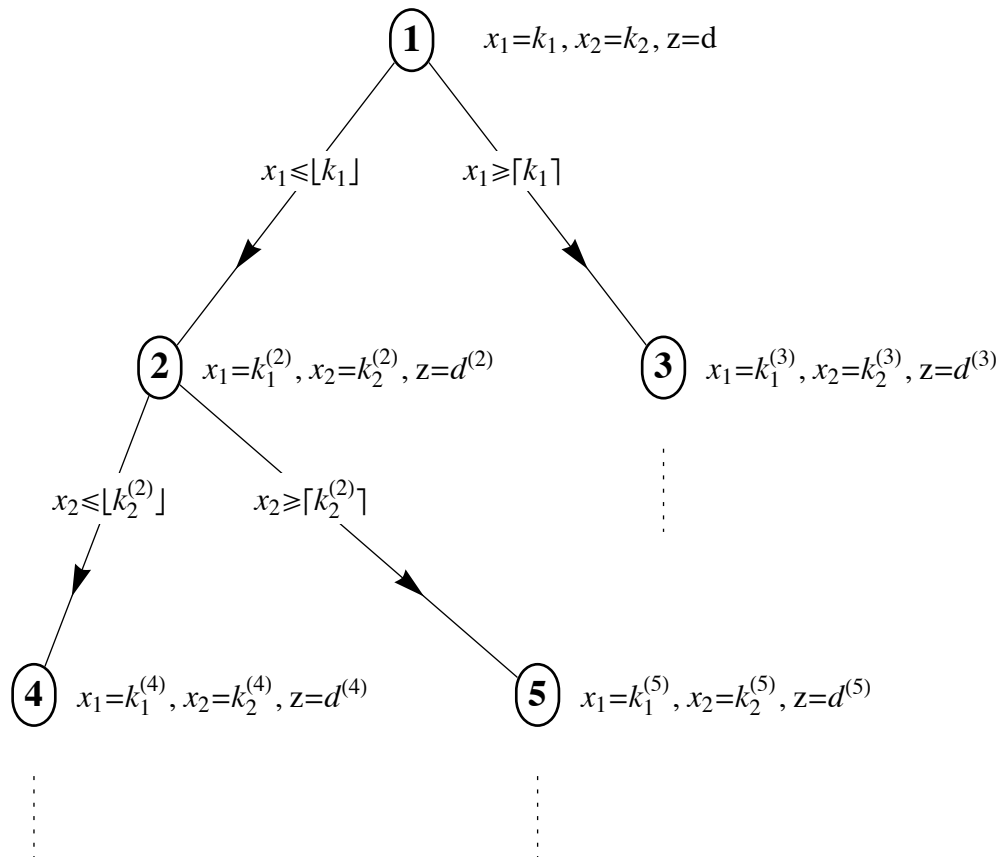 1 x₁=k₁, x₂=k₂, z=d
x₁≤⌊k₁⌋ x₁≥⌈k₁⌉
2 x₁=k₁⁽²⁾, x₂=k₂⁽²⁾, z=d⁽²⁾ 3 x₁=k₁⁽³⁾, x₂=k₂⁽³⁾, z=d⁽³⁾
x₂≤⌊k₂⁽²⁾⌋ x₂≥⌈k₂⁽²⁾⌉
4 x₁=k₁⁽⁴⁾, x₂=k₂⁽⁴⁾, z=d⁽⁴⁾ 5 x₁=k₁⁽⁵⁾, x₂=k₂⁽⁵⁾, z=d⁽⁵⁾